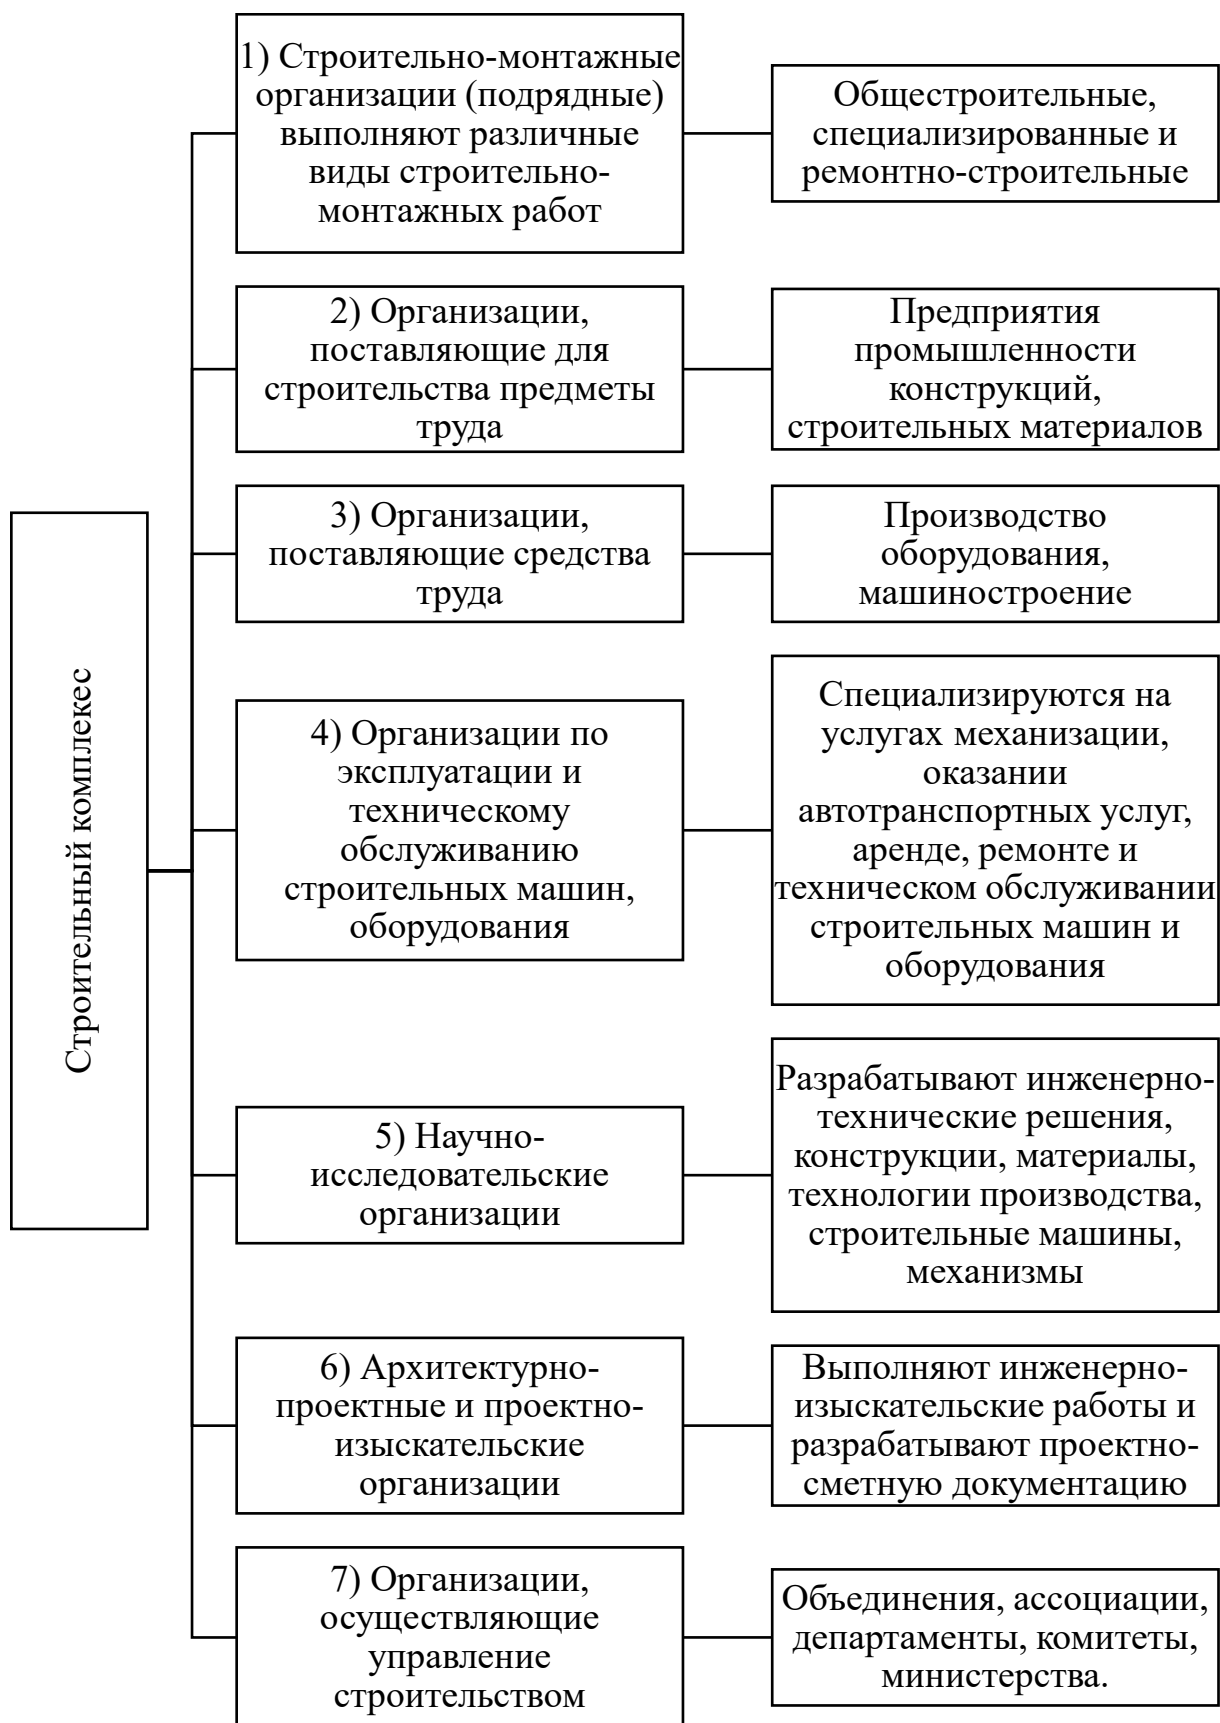 Строительный комплекес
1) Строительно-монтажные
организации (подрядные)
выполняют различные
виды строительно-
монтажных работ
Общестроительные,
специализированные и
ремонтно-строительные
2) Организации,
поставляющие для
строительства предметы
труда
Предприятия
промышленности
конструкций,
строительных материалов
3) Организации,
поставляющие средства
труда
Производство
оборудования,
машиностроение
4) Организации по
эксплуатации и
техническому
обслуживанию
строительных машин,
оборудования
Специализируются на
услугах механизации,
оказании
автотранспортных услуг,
аренде, ремонте и
техническом обслуживании
строительных машин и
оборудования
5) Научно-
исследовательские
организации
Разрабатывают инженерно-
технические решения,
конструкции, материалы,
технологии производства,
строительные машины,
механизмы
6) Архитектурно-
проектные и проектно-
изыскательские
организации
Выполняют инженерно-
изыскательские работы и
разрабатывают проектно-
сметную документацию
7) Организации,
осуществляющие
управление
строительством
Объединения, ассоциации,
департаменты, комитеты,
министерства.